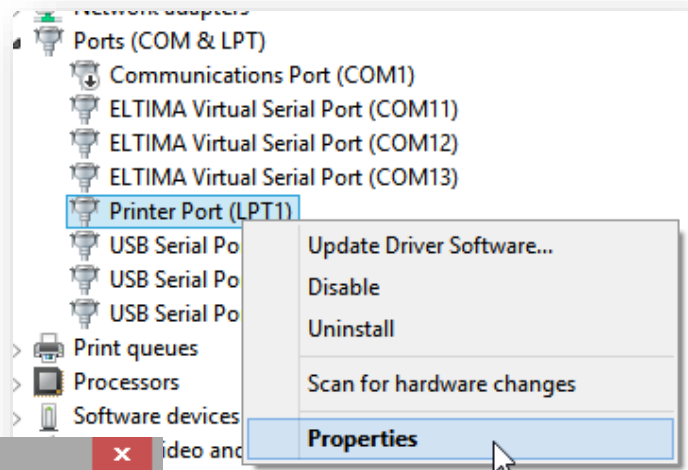 Network adapters
Ports (COM & LPT)
Communications Port (COM1)
ELTIMA Virtual Serial Port (COM11)
ELTIMA Virtual Serial Port (COM12)
ELTIMA Virtual Serial Port (COM13)
Printer Port (LPT1)
USB Serial Po
USB Serial Po
USB Serial Po
Print queues
Processors
Software devices
ideo and
Update Driver Software...
Disable
Uninstall
Scan for hardware changes
Properties